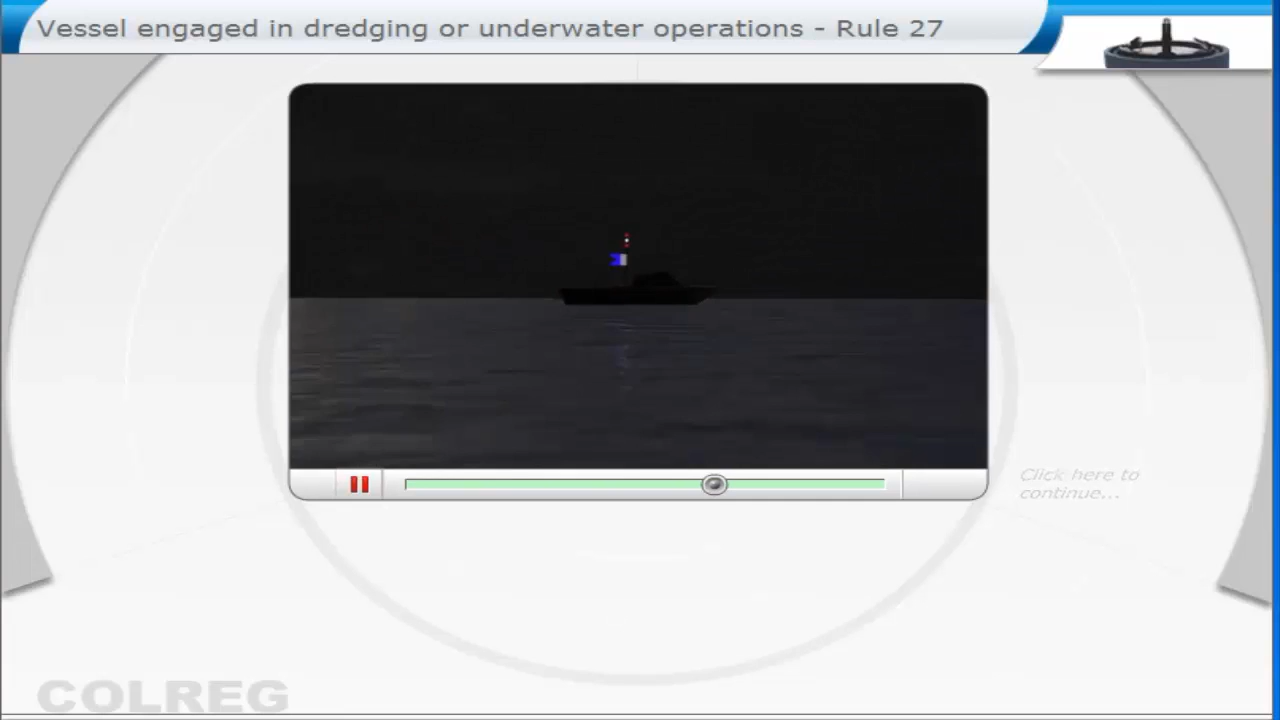 Vessel engaged in dredging or underwater operations - Rule 27
Click here to
continue...
COLREG